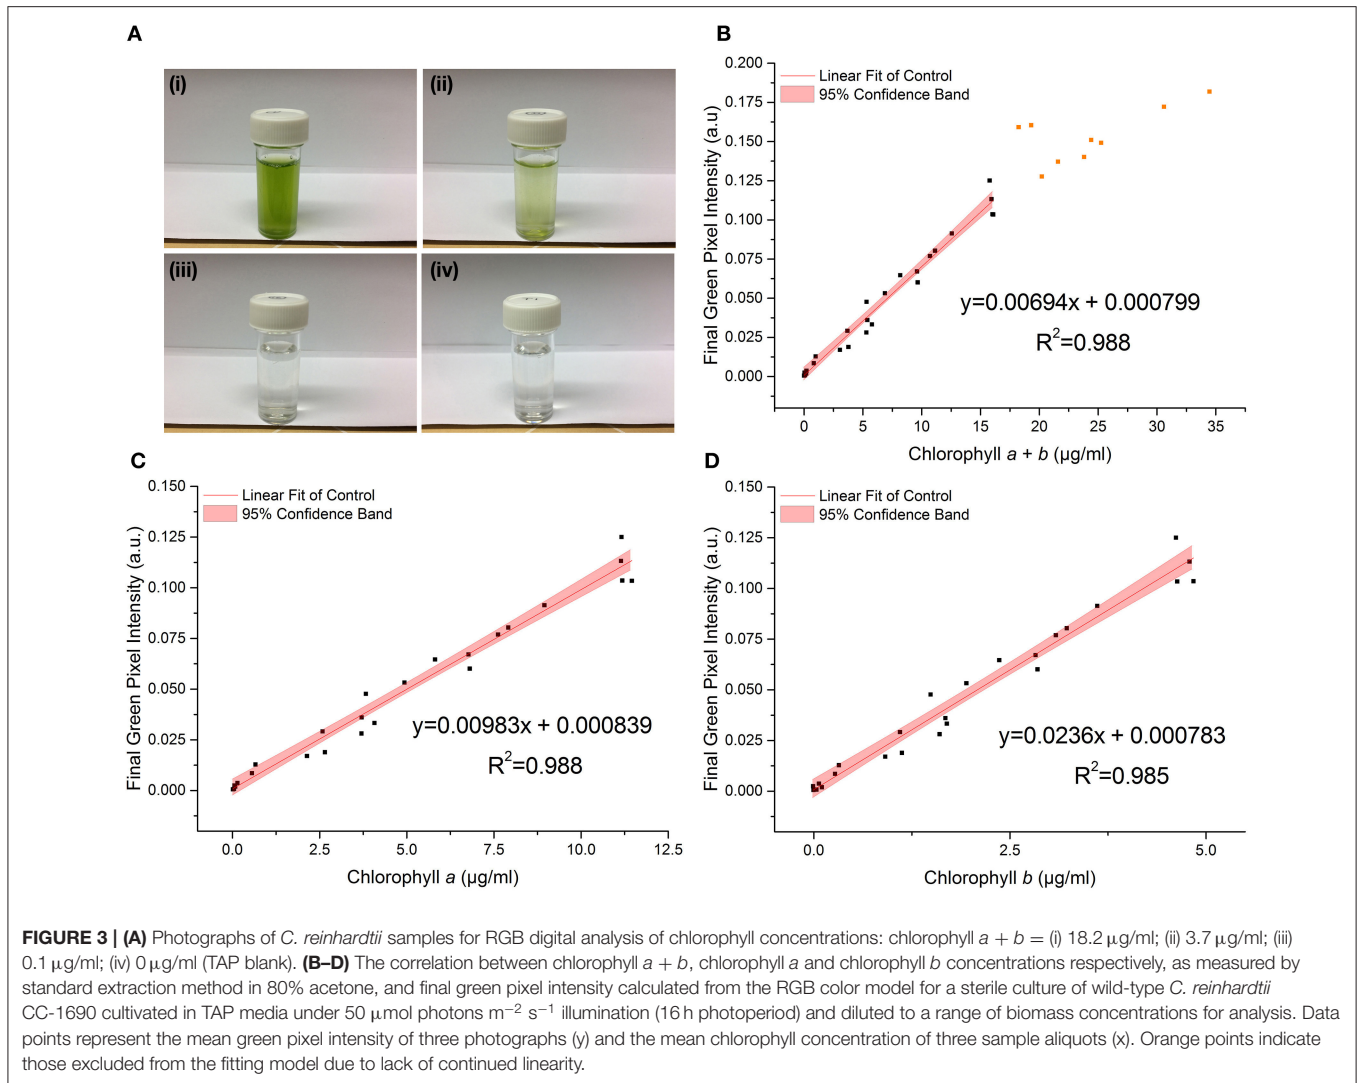 A
(i)
(ii)
(iii)
(iv)
B
Linear Fit of Control
95% Confidence Band
Final Green Pixel Intensity (a.u)
0.200
0.175
0.150
0.125
0.100
0.075
0.050
0.025
0.000
y=0.00694x + 0.000799
R²=0.988
0 5 10 15 20 25 30 35
Chlorophyll a + b (µg/ml)
C
Linear Fit of Control
95% Confidence Band
Final Green Pixel Intensity (a.u.)
0.150
0.125
0.100
0.075
0.050
0.025
0.000
y=0.00983x + 0.000839
R²=0.988
0.0 2.5 5.0 7.5 10.0 12.5
Chlorophyll a (µg/ml)
D
Linear Fit of Control
95% Confidence Band
Final Green Pixel Intensity (a.u.)
0.150
0.125
0.100
0.075
0.050
0.025
0.000
y=0.0236x + 0.000783
R²=0.985
0.0 2.5 5.0
Chlorophyll b (µg/ml)
FIGURE 3 | (A) Photographs of C. reinhardtii samples for RGB digital analysis of chlorophyll concentrations: chlorophyll a + b = (i) 18.2 µg/ml; (ii) 3.7 µg/ml; (iii)
0.1 µg/ml; (iv) 0 µg/ml (TAP blank). (B–D) The correlation between chlorophyll a + b, chlorophyll a and chlorophyll b concentrations respectively, as measured by
standard extraction method in 80% acetone, and final green pixel intensity calculated from the RGB color model for a sterile culture of wild-type C. reinhardtii
CC-1690 cultivated in TAP media under 50 µmol photons m⁻² s⁻¹ illumination (16 h photoperiod) and diluted to a range of biomass concentrations for analysis. Data
points represent the mean green pixel intensity of three photographs (y) and the mean chlorophyll concentration of three sample aliquots (x). Orange points indicate
those excluded from the fitting model due to lack of continued linearity.